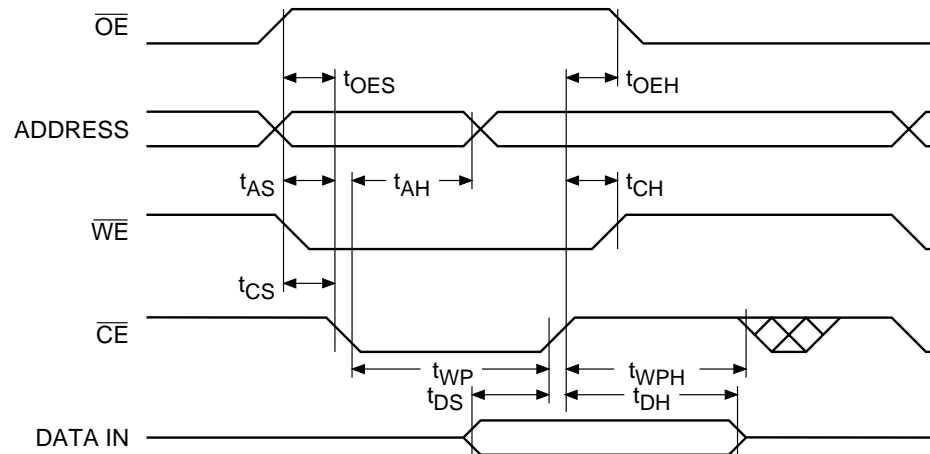 OE
tOES
tOEH
ADDRESS
tAS
tAH
tCH
WE
tCS
CE
tWP
tWPH
tDS
tDH
DATA IN